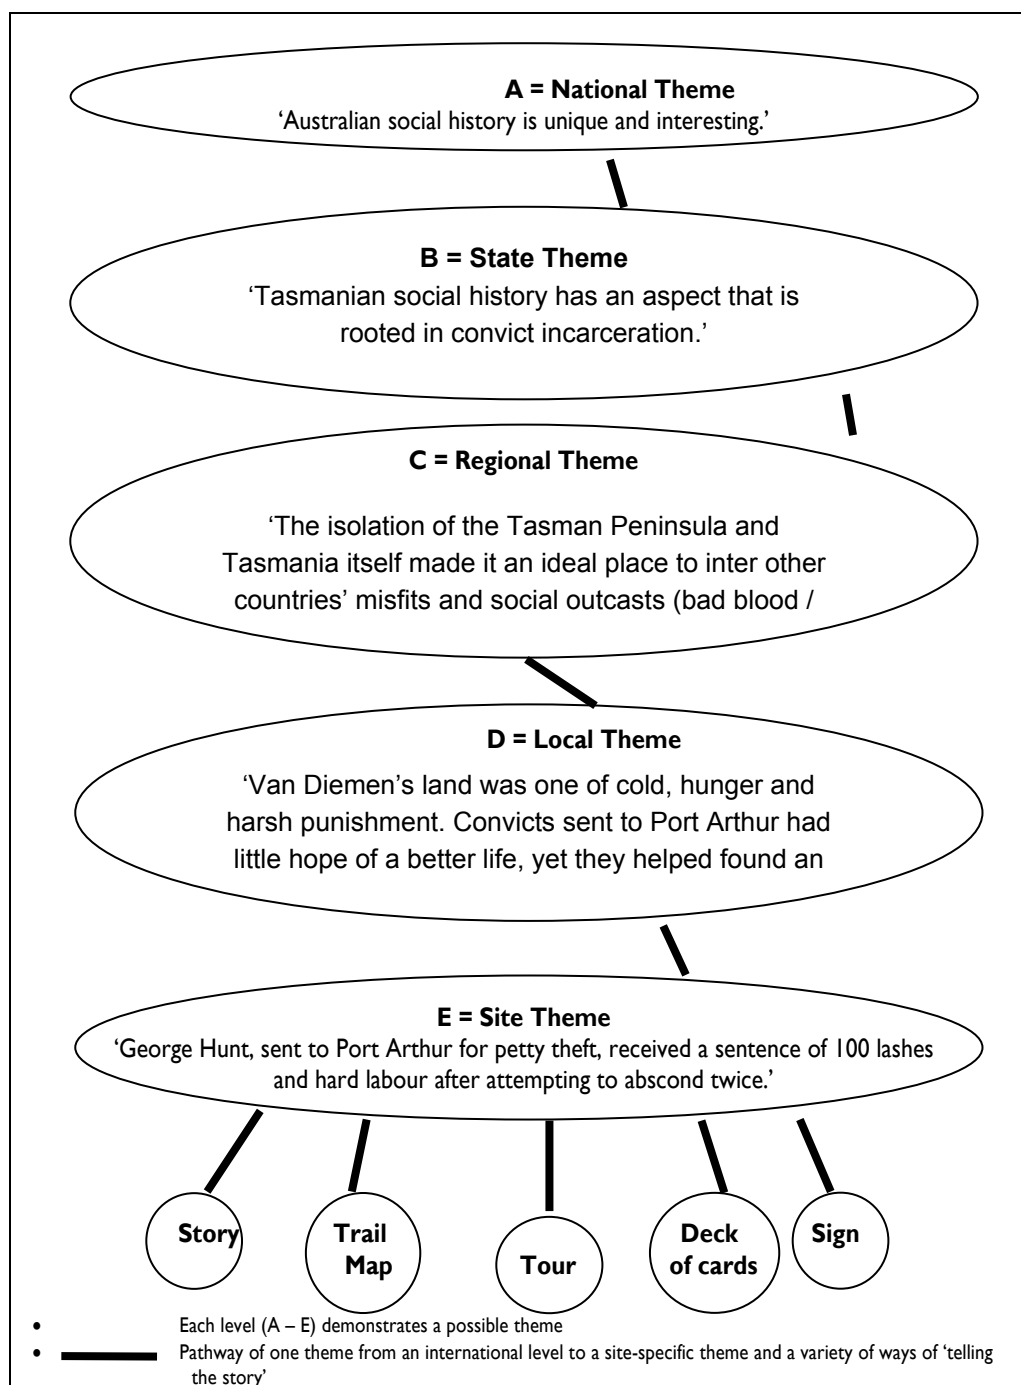 A = National Theme
‘Australian social history is unique and interesting.’
B = State Theme
‘Tasmanian social history has an aspect that is
rooted in convict incarceration.’
C = Regional Theme
‘The isolation of the Tasman Peninsula and
Tasmania itself made it an ideal place to inter other
countries’ misfits and social outcasts (bad blood /
D = Local Theme
‘Van Diemen’s land was one of cold, hunger and
harsh punishment. Convicts sent to Port Arthur had
little hope of a better life, yet they helped found an
E = Site Theme
‘George Hunt, sent to Port Arthur for petty theft, received a sentence of 100 lashes
and hard labour after attempting to abscond twice.’
Story
Trail
Map
Tour
Deck
of cards
Sign
• Each level (A – E) demonstrates a possible theme
• Pathway of one theme from an international level to a site-specific theme and a variety of ways of ‘telling
the story’